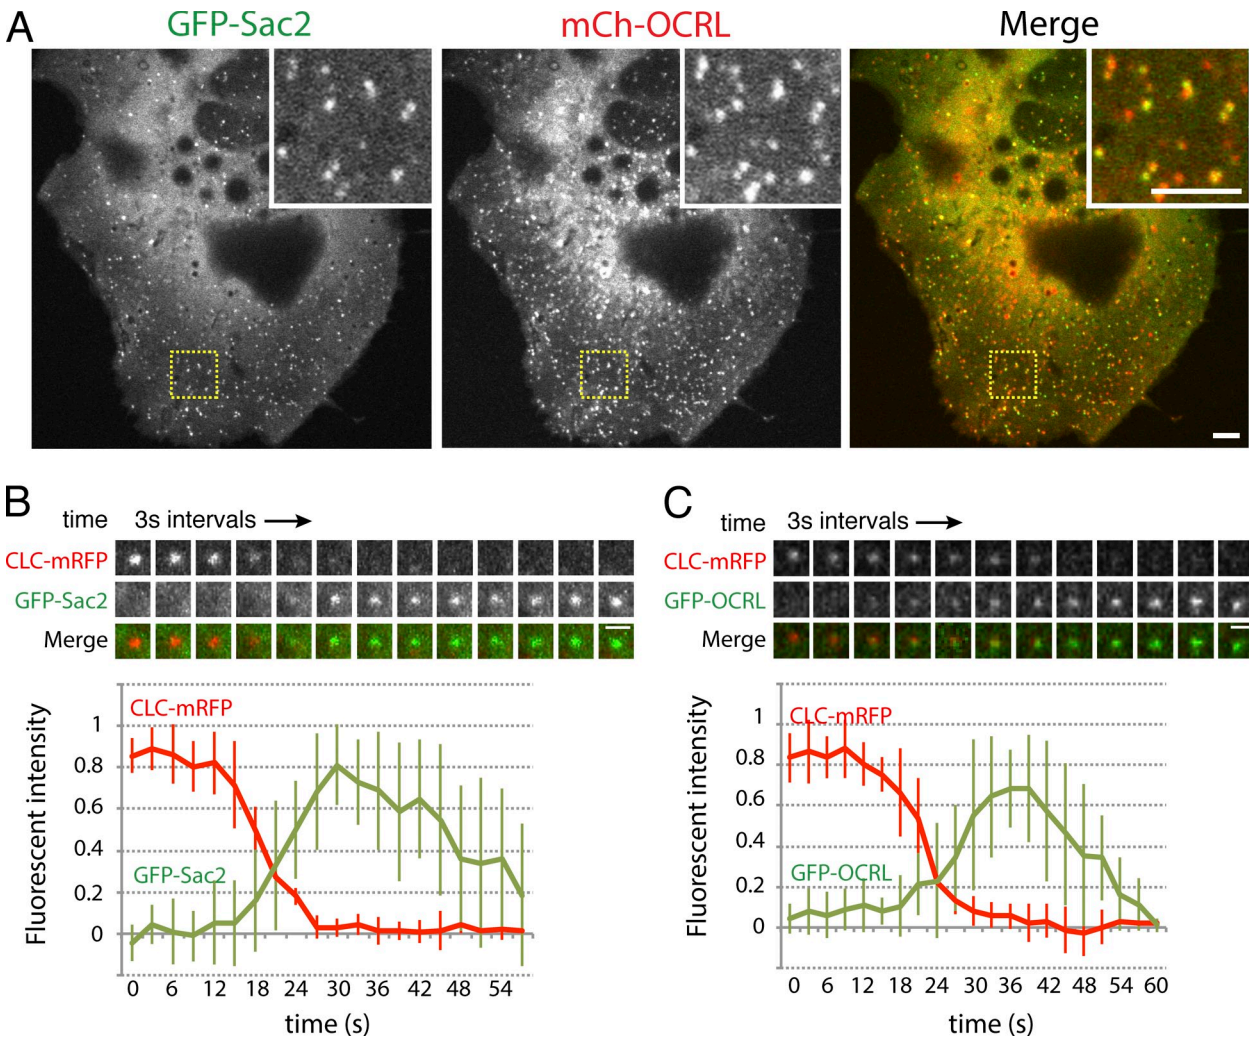 A
GFP-Sac2 mCh-OCRL Merge
B
time 3s intervals
CLC-mRFP
GFP-Sac2
Merge
Fluorescent intensity
1
0.8
0.6
0.4
0.2
0
CLC-mRFP
GFP-Sac2
0 6 12 18 24 30 36 42 48 54
time (s)
C
time 3s intervals
CLC-mRFP
GFP-OCRL
Merge
Fluorescent intensity
1
0.8
0.6
0.4
0.2
0
CLC-mRFP
GFP-OCRL
0 6 12 18 24 30 36 42 48 54 60
time (s)